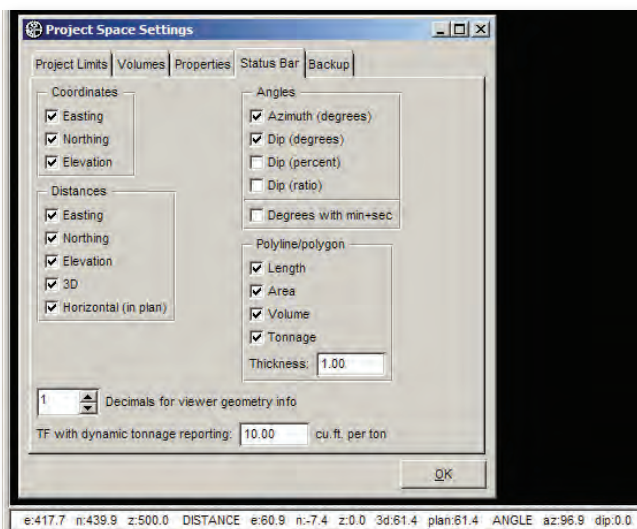 Project Space Settings
Project Limits Volumes Properties Status Bar Backup
Coordinates
Easting
Northing
Elevation
Distances
Easting
Northing
Elevation
3D
Horizontal (in plan)
Angles
Azimuth (degrees)
Dip (degrees)
Dip (percent)
Dip (ratio)
Degrees with min+sec
Polyline/polygon
Length
Area
Volume
Tonnage
Thickness: 1.00
1 Decimals for viewer geometry info
TF with dynamic tonnage reporting: 10.00 cu.ft. per ton
OK
e:417.7 n:439.9 z:500.0 DISTANCE e:60.9 n:-7.4 z:0.0 3d:61.4 plan:61.4 ANGLE az:96.9 dip:0.0